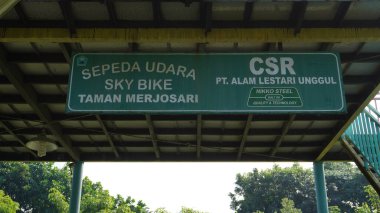 SEPEDA UDARA
SKY BIKE
TAMAN MERJOSARI
CSR
PT. ALAM LESTARI UNGGUL
NIKKO STEEL
QUALITY & TECHNOLOGY